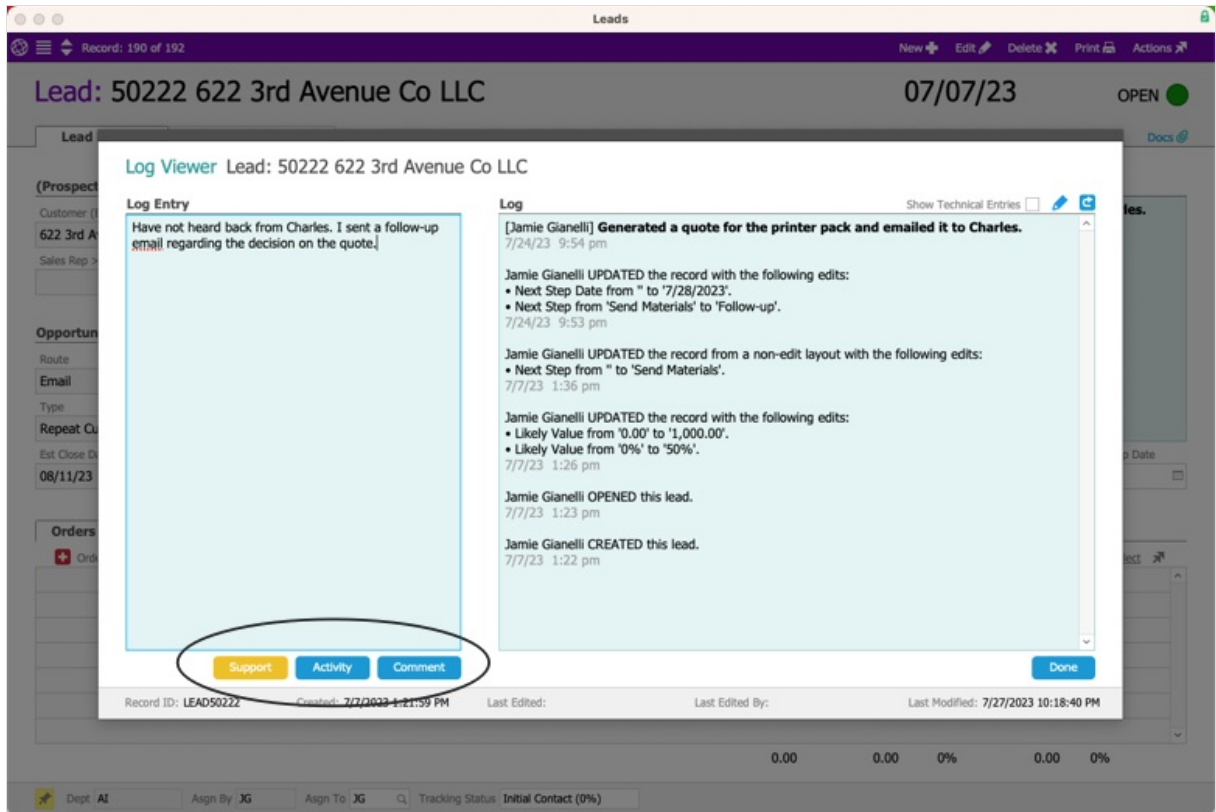 Leads
Record: 190 of 192
New Edit Delete Print Actions
Lead: 50222 622 3rd Avenue Co LLC 07/07/23 OPEN
Lead Docs
Log Viewer Lead: 50222 622 3rd Avenue Co LLC
(Prospect
Log Entry Log Show Technical Entries
Customer (
622 3rd A
Sales Rep >
les.
Have not heard back from Charles. I sent a follow-up
email regarding the decision on the quote.
[Jamie Gianelli] Generated a quote for the printer pack and emailed it to Charles.
7/24/23 9:54 pm
Jamie Gianelli UPDATED the record with the following edits:
• Next Step Date from '' to '7/28/2023'.
• Next Step from 'Send Materials' to 'Follow-up'.
7/24/23 9:53 pm
Jamie Gianelli UPDATED the record from a non-edit layout with the following edits:
• Next Step from '' to 'Send Materials'.
7/7/23 1:36 pm
Jamie Gianelli UPDATED the record with the following edits:
• Likely Value from '0.00' to '1,000.00'.
• Likely Value from '0%' to '50%'.
7/7/23 1:26 pm
Jamie Gianelli OPENED this lead.
7/7/23 1:23 pm
Jamie Gianelli CREATED this lead.
7/7/23 1:22 pm
Opportun
Route
Email
Type
Repeat Cu
Est Close D
08/11/23
p Date
Orders
Orde
lect
Support Activity Comment Done
Record ID: LEAD50222 Created: 7/7/2023 1:21:59 PM Last Edited: Last Edited By: Last Modified: 7/27/2023 10:18:40 PM
0.00 0.00 0% 0.00 0%
Dept AI Asgn By JG Asgn To JG Tracking Status Initial Contact (0%)